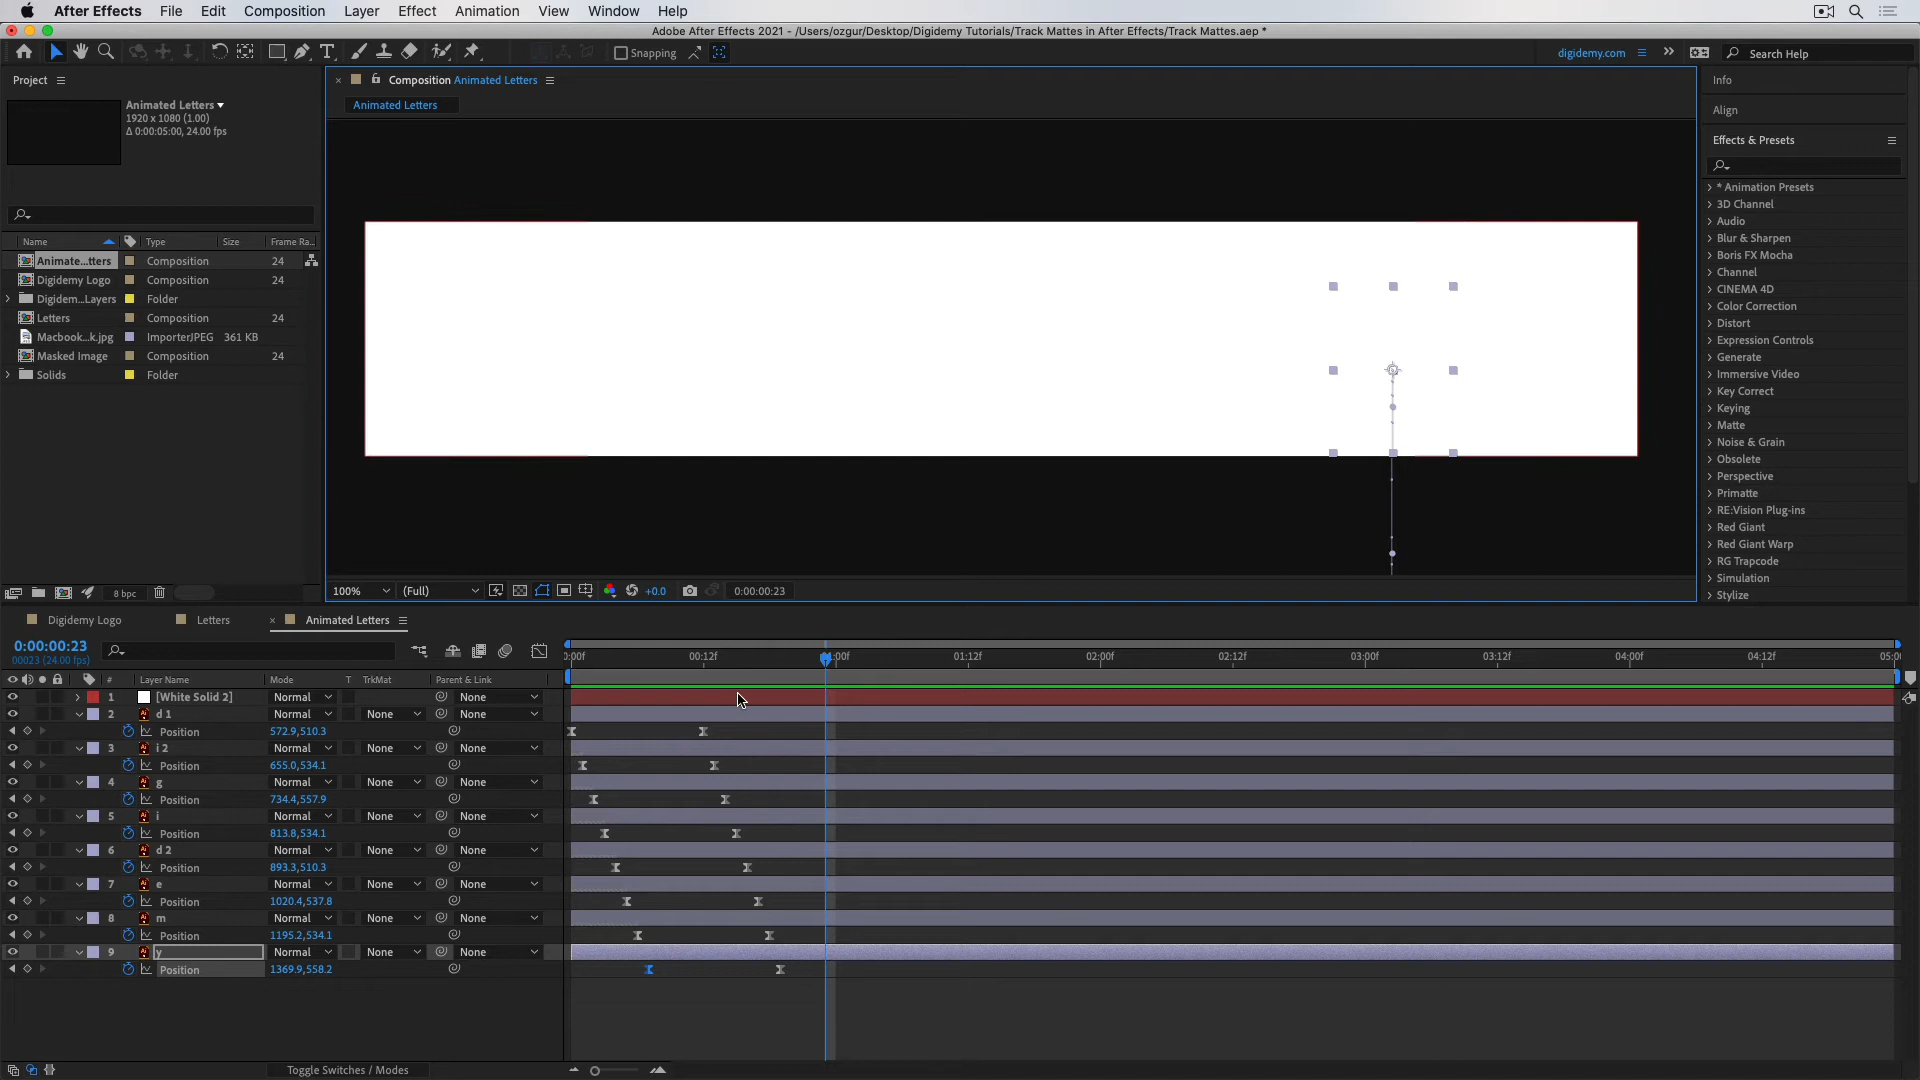 After Effects File Edit Composition Layer Effect Animation View Window Help
Adobe After Effects 2021 - /Users/ozgur/Desktop/Digidemy Tutorials/Track Mattes in After Effects/Track Mattes.aep *
Snapping digidemy.com Search Help
Project
Animated Letters
1920 x 1080 (1.00)
Δ 0:00:05:00, 24.00 fps
Name Type Size Frame Ra...
Animate...tters Composition 24
Digidemy Logo Composition 24
Digidem...Layers Folder
Letters Composition 24
Macbook...k.jpg ImporterJPEG 361 KB
Masked Image Composition 24
Solids Folder
8 bpc
Composition Animated Letters
Animated Letters
100% (Full) +0.0 0:00:00:23
Info
Align
Effects & Presets
* Animation Presets
3D Channel
Audio
Blur & Sharpen
Boris FX Mocha
Channel
CINEMA 4D
Color Correction
Distort
Expression Controls
Generate
Immersive Video
Key Correct
Keying
Matte
Noise & Grain
Obsolete
Perspective
Primatte
RE:Vision Plug-ins
Red Giant
Red Giant Warp
RG Trapcode
Simulation
Stylize
Digidemy Logo Letters Animated Letters
0:00:00:23
00023 (24.00 fps)
00:12f 01:12f 02:00f 02:12f 03:00f 03:12f 04:00f 04:12f
# Layer Name Mode T TrkMat Parent & Link
1 [White Solid 2] Normal None
2 d 1 Normal None None
Position 572.9,510.3
3 i 2 Normal None None
Position 655.0,534.1
4 g Normal None None
Position 734.4,557.9
5 i Normal None None
Position 813.8,534.1
6 d 2 Normal None None
Position 893.3,510.3
7 e Normal None None
Position 1020.4,537.8
8 m Normal None None
Position 1195.2,534.1
9 y Normal None None
Position 1369.9,558.2
Toggle Switches / Modes